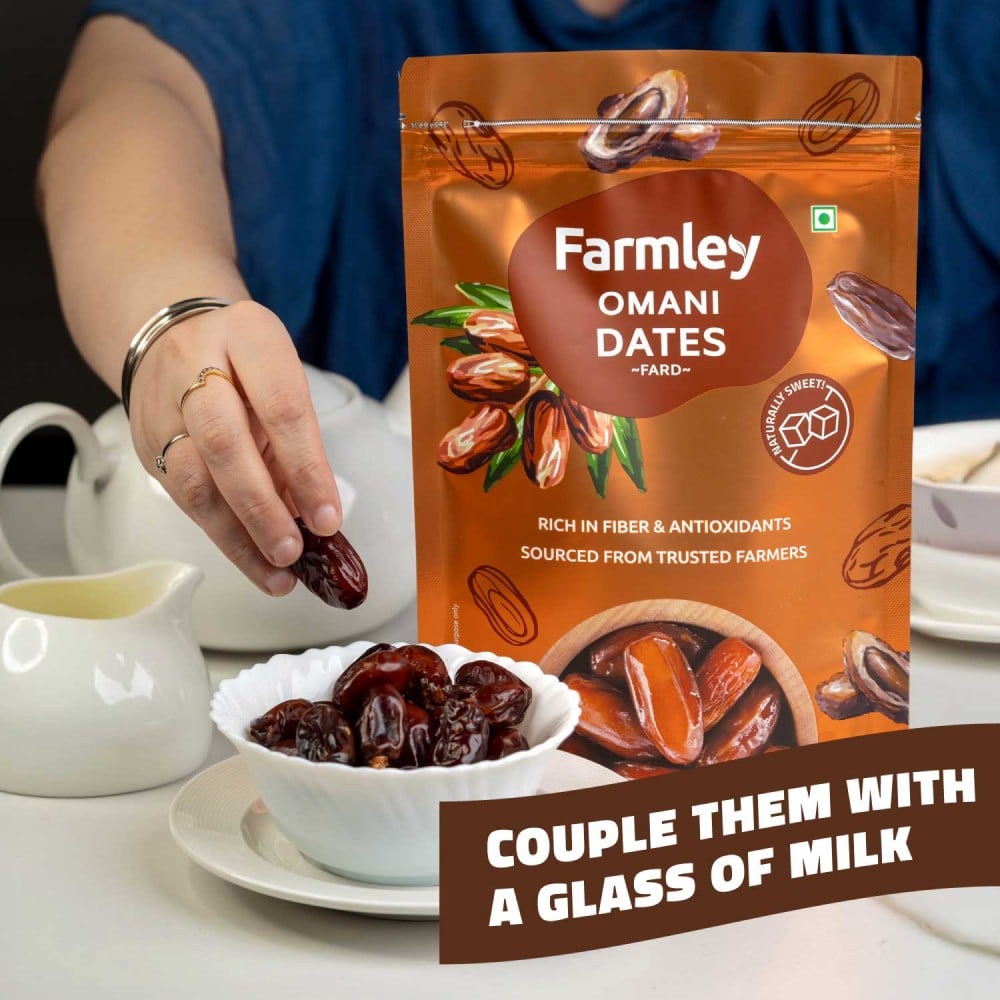 Farmley
OMANI
DATES
~FARD~
NATURALLY SWEET!
RICH IN FIBER & ANTIOXIDANTS
SOURCED FROM TRUSTED FARMERS
COUPLE THEM WITH
A GLASS OF MILK